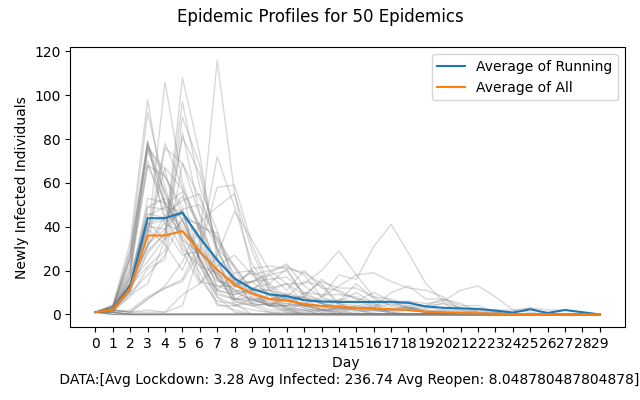 Epidemic Profiles for 50 Epidemics
120
100
80
60
40
20
0
Newly Infected Individuals
Average of Running
Average of All
0 1 2 3 4 5 6 7 8 9 10 11 12 13 14 15 16 17 18 19 20 21 22 23 24 25 26 27 28 29
Day
DATA:[Avg Lockdown: 3.28 Avg Infected: 236.74 Avg Reopen: 8.048780487804878]